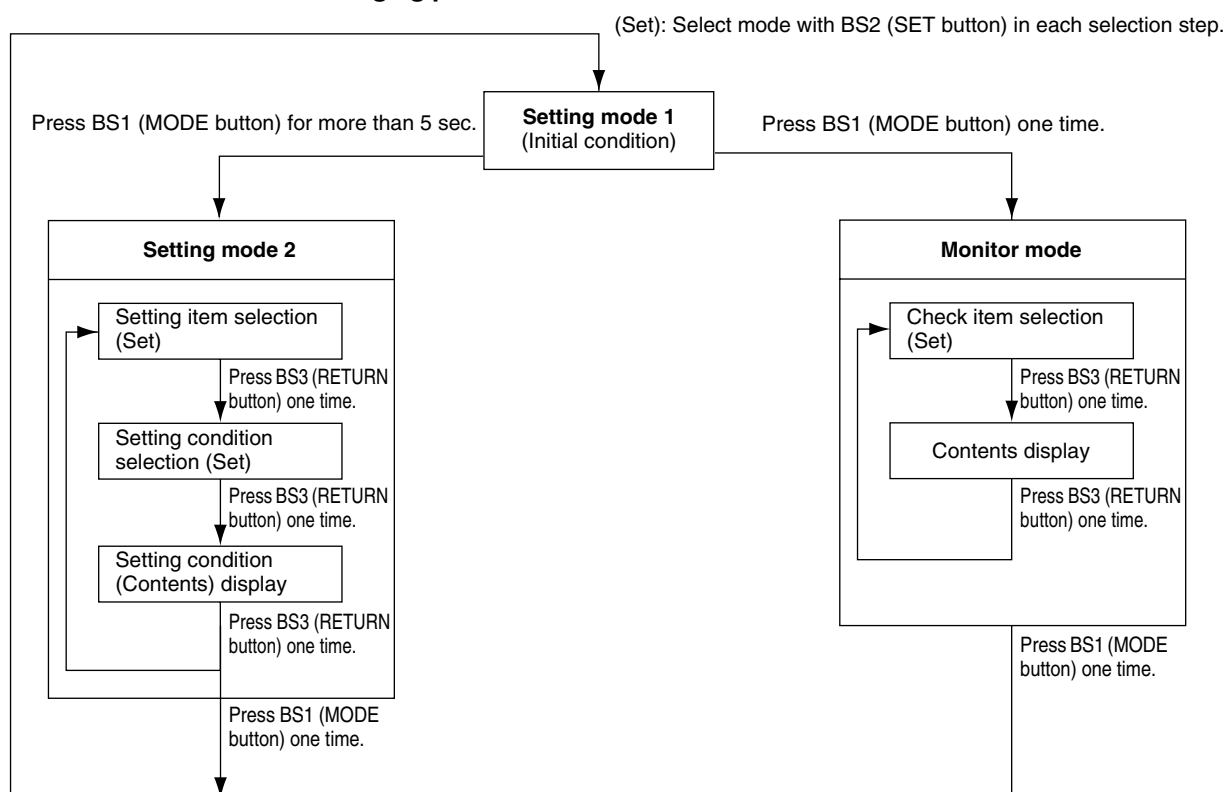 (Set): Select mode with BS2 (SET button) in each selection step.
Setting mode 1
(Initial condition)
Press BS1 (MODE button) for more than 5 sec.
Press BS1 (MODE button) one time.
Setting mode 2
Setting item selection
(Set)
Press BS3 (RETURN
button) one time.
Setting condition
selection (Set)
Press BS3 (RETURN
button) one time.
Setting condition
(Contents) display
Press BS3 (RETURN
button) one time.
Press BS1 (MODE
button) one time.
Monitor mode
Check item selection
(Set)
Press BS3 (RETURN
button) one time.
Contents display
Press BS3 (RETURN
button) one time.
Press BS1 (MODE
button) one time.